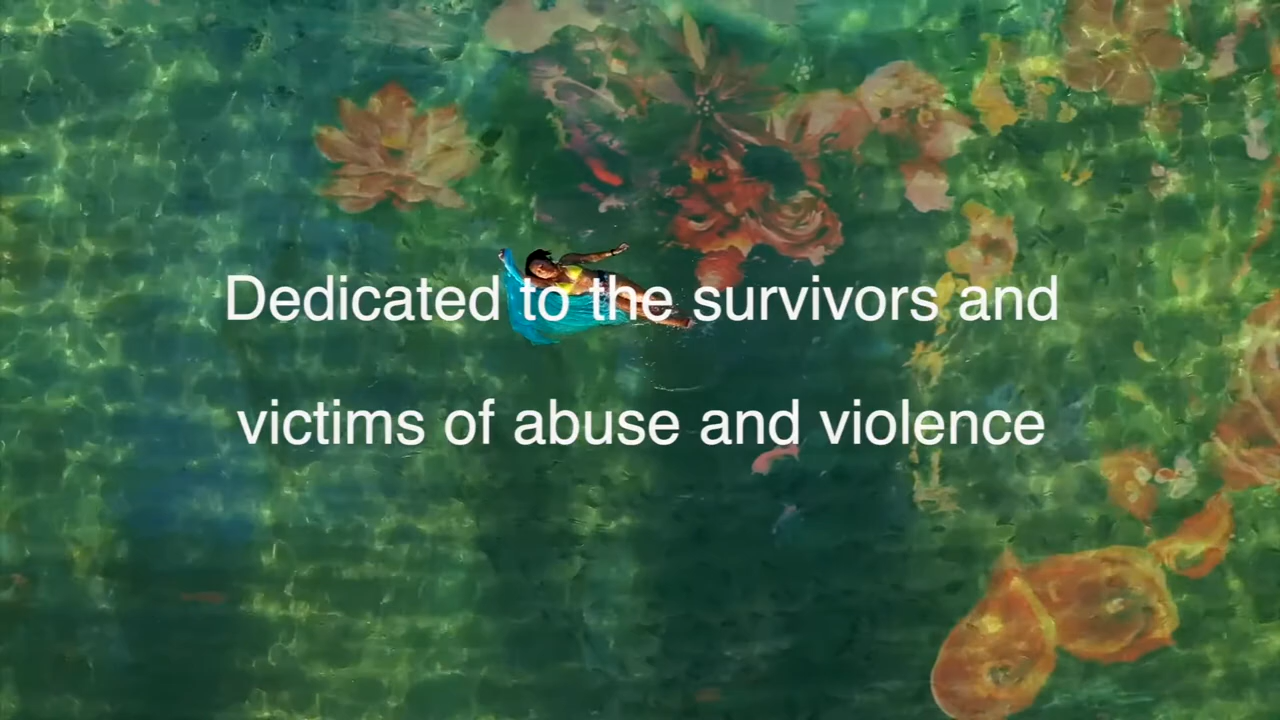 Dedicated to the survivors and
victims of abuse and violence